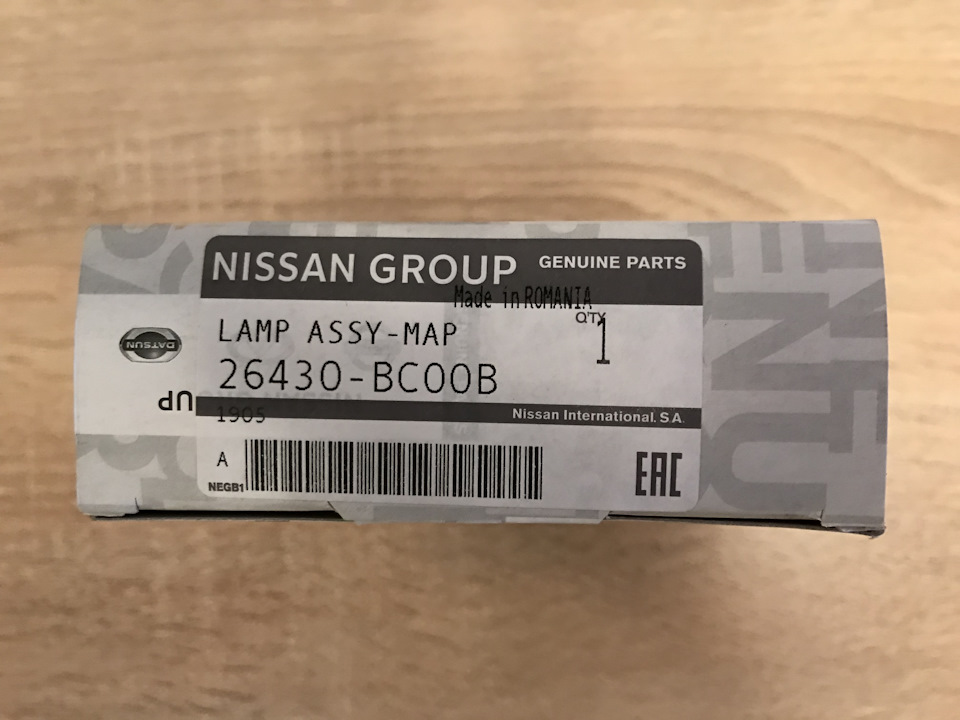 NISSAN GROUP GENUINE PARTS
Made in ROMANIA
LAMP ASSY-MAP
Q'TY 1
26430-BC00B
DATSUN
UP
1905
Nissan International. S.A.
A
NEGB1
EAC